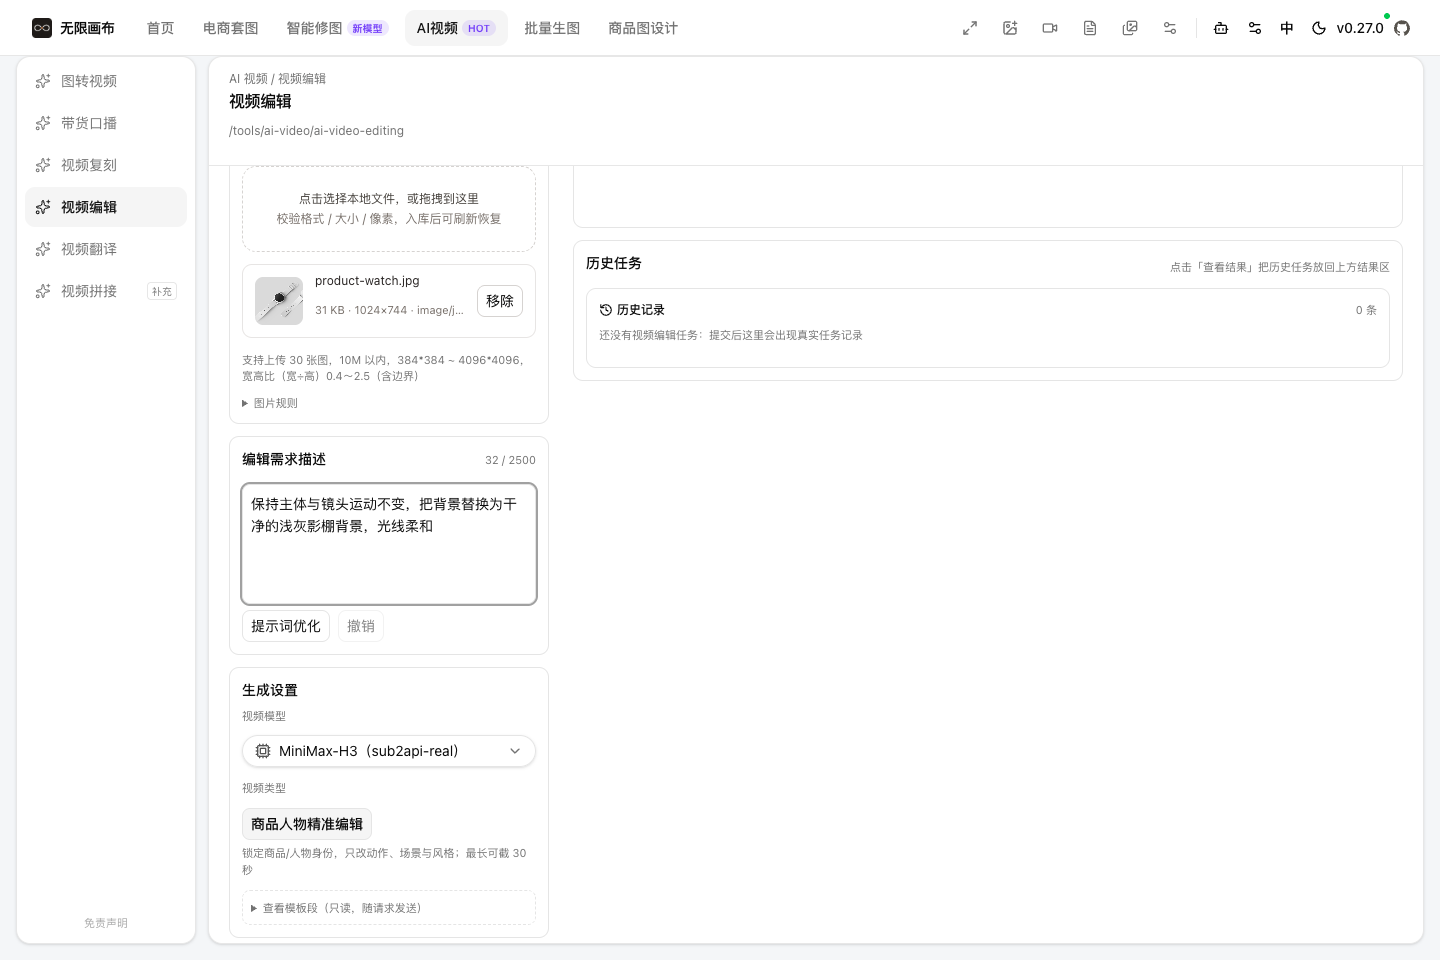 无限画布
首页
电商套图
智能修图 新模型
AI视频 HOT
批量生图
商品图设计
中
v0.27.0
图转视频
带货口播
视频复刻
视频编辑
视频翻译
视频拼接 补充
免责声明
AI 视频 / 视频编辑
视频编辑
/tools/ai-video/ai-video-editing
点击选择本地文件，或拖拽到这里
校验格式 / 大小 / 像素，入库后可刷新恢复
product-watch.jpg
31 KB · 1024×744 · image/j...
移除
支持上传 30 张图，10M 以内，384*384 ~ 4096*4096，
宽高比（宽÷高）0.4～2.5（含边界）
图片规则
编辑需求描述
32 / 2500
保持主体与镜头运动不变，把背景替换为干
净的浅灰影棚背景，光线柔和
提示词优化
撤销
生成设置
视频模型
MiniMax-H3（sub2api-real）
视频类型
商品人物精准编辑
锁定商品/人物身份，只改动作、场景与风格；最长可截 30
秒
查看模板段（只读，随请求发送）
历史任务
点击「查看结果」把历史任务放回上方结果区
历史记录
0 条
还没有视频编辑任务：提交后这里会出现真实任务记录